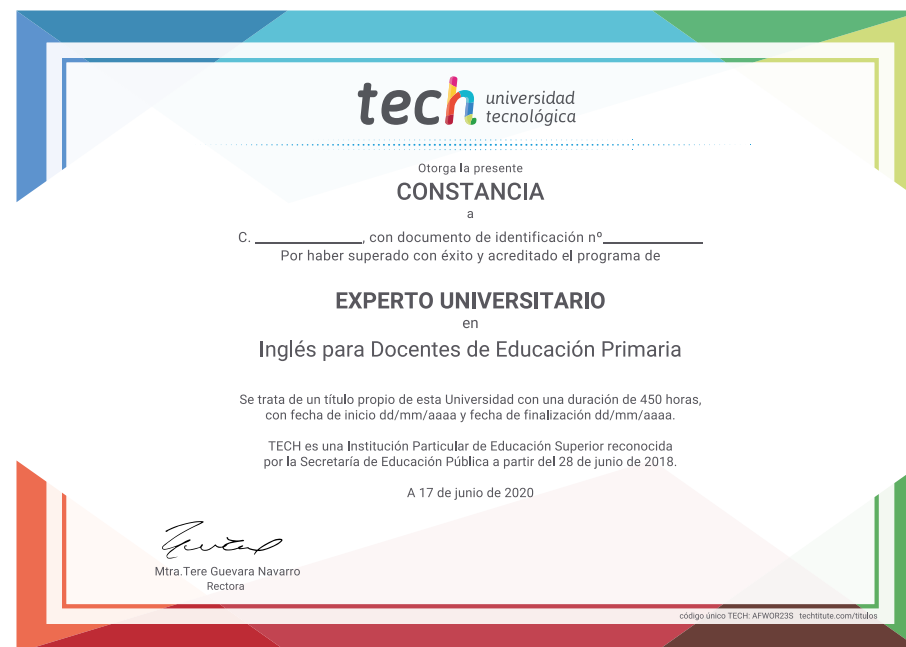 tech universidad
tecnológica
Otorga la presente
CONSTANCIA
a
C. ____________, con documento de identificación nº____________
Por haber superado con éxito y acreditado el programa de
EXPERTO UNIVERSITARIO
en
Inglés para Docentes de Educación Primaria
Se trata de un título propio de esta Universidad con una duración de 450 horas,
con fecha de inicio dd/mm/aaaa y fecha de finalización dd/mm/aaaa.
TECH es una Institución Particular de Educación Superior reconocida
por la Secretaría de Educación Pública a partir del 28 de junio de 2018.
A 17 de junio de 2020
Mtra.Tere Guevara Navarro
Rectora
código único TECH: AFWOR23S techtitute.com/titulos